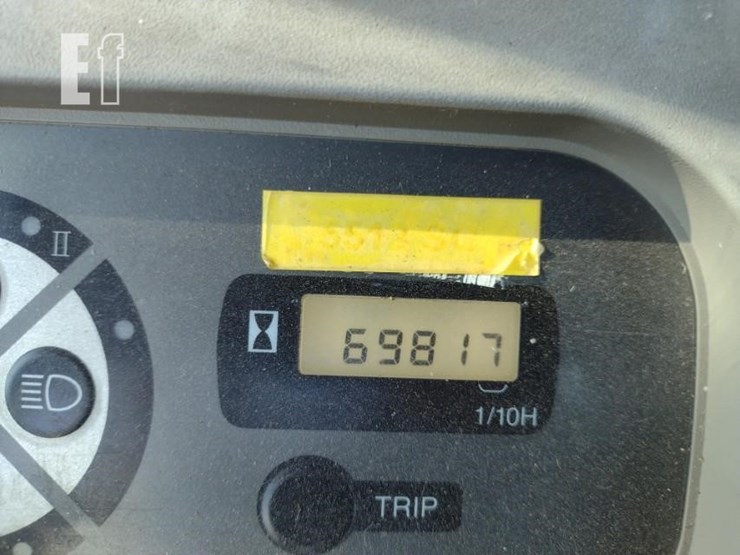 Ef
II
69817
1/10H
TRIP